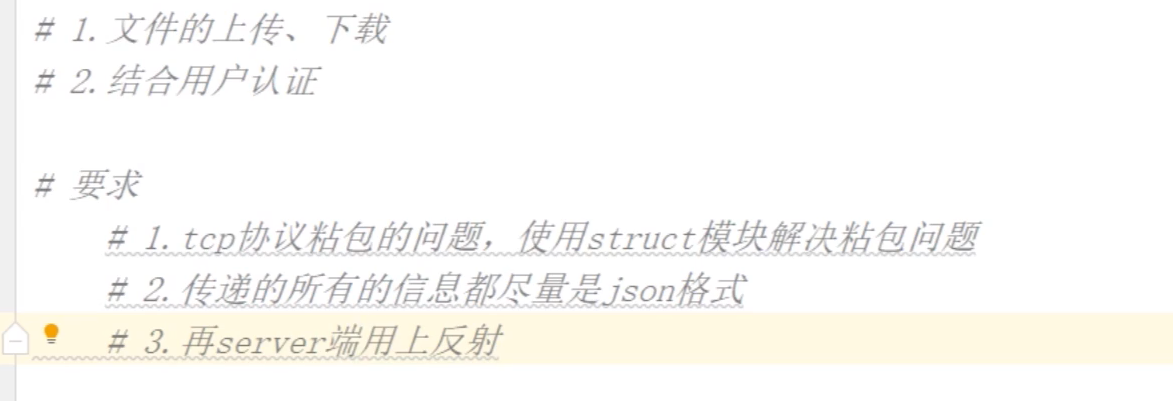 # 1.文件的上传、下载
# 2.结合用户认证
# 要求
# 1.tcp协议粘包的问题，使用struct模块解决粘包问题
# 2.传递的所有的信息都尽量是json格式
# 3.再server端用上反射